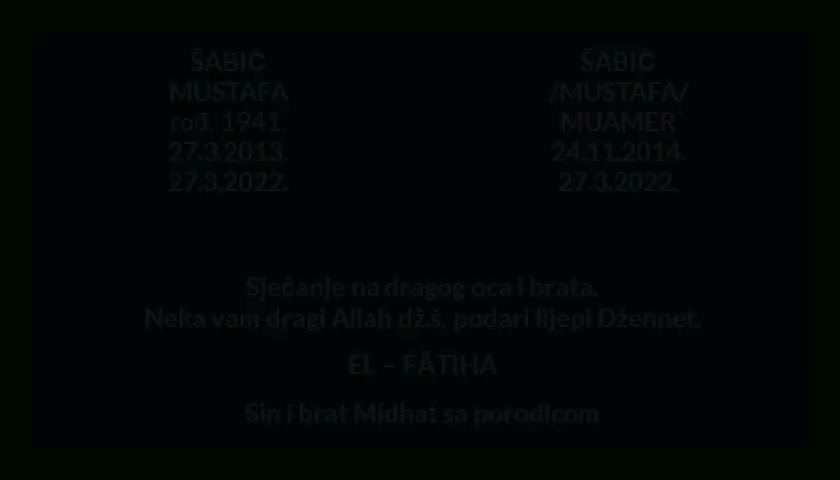 ŠABIĆ
MUSTAFA
rođ. 1941.
27.3.2013.
27.3.2022.
ŠABIĆ
/MUSTAFA/
MUAMER
24.11.2014.
27.3.2022.
Sjećanje na dragog oca i brata.
Neka vam dragi Allah dž.š. podari lijepi Džennet.
EL – FĀTIHA
Sin i brat Midhat sa porodicom